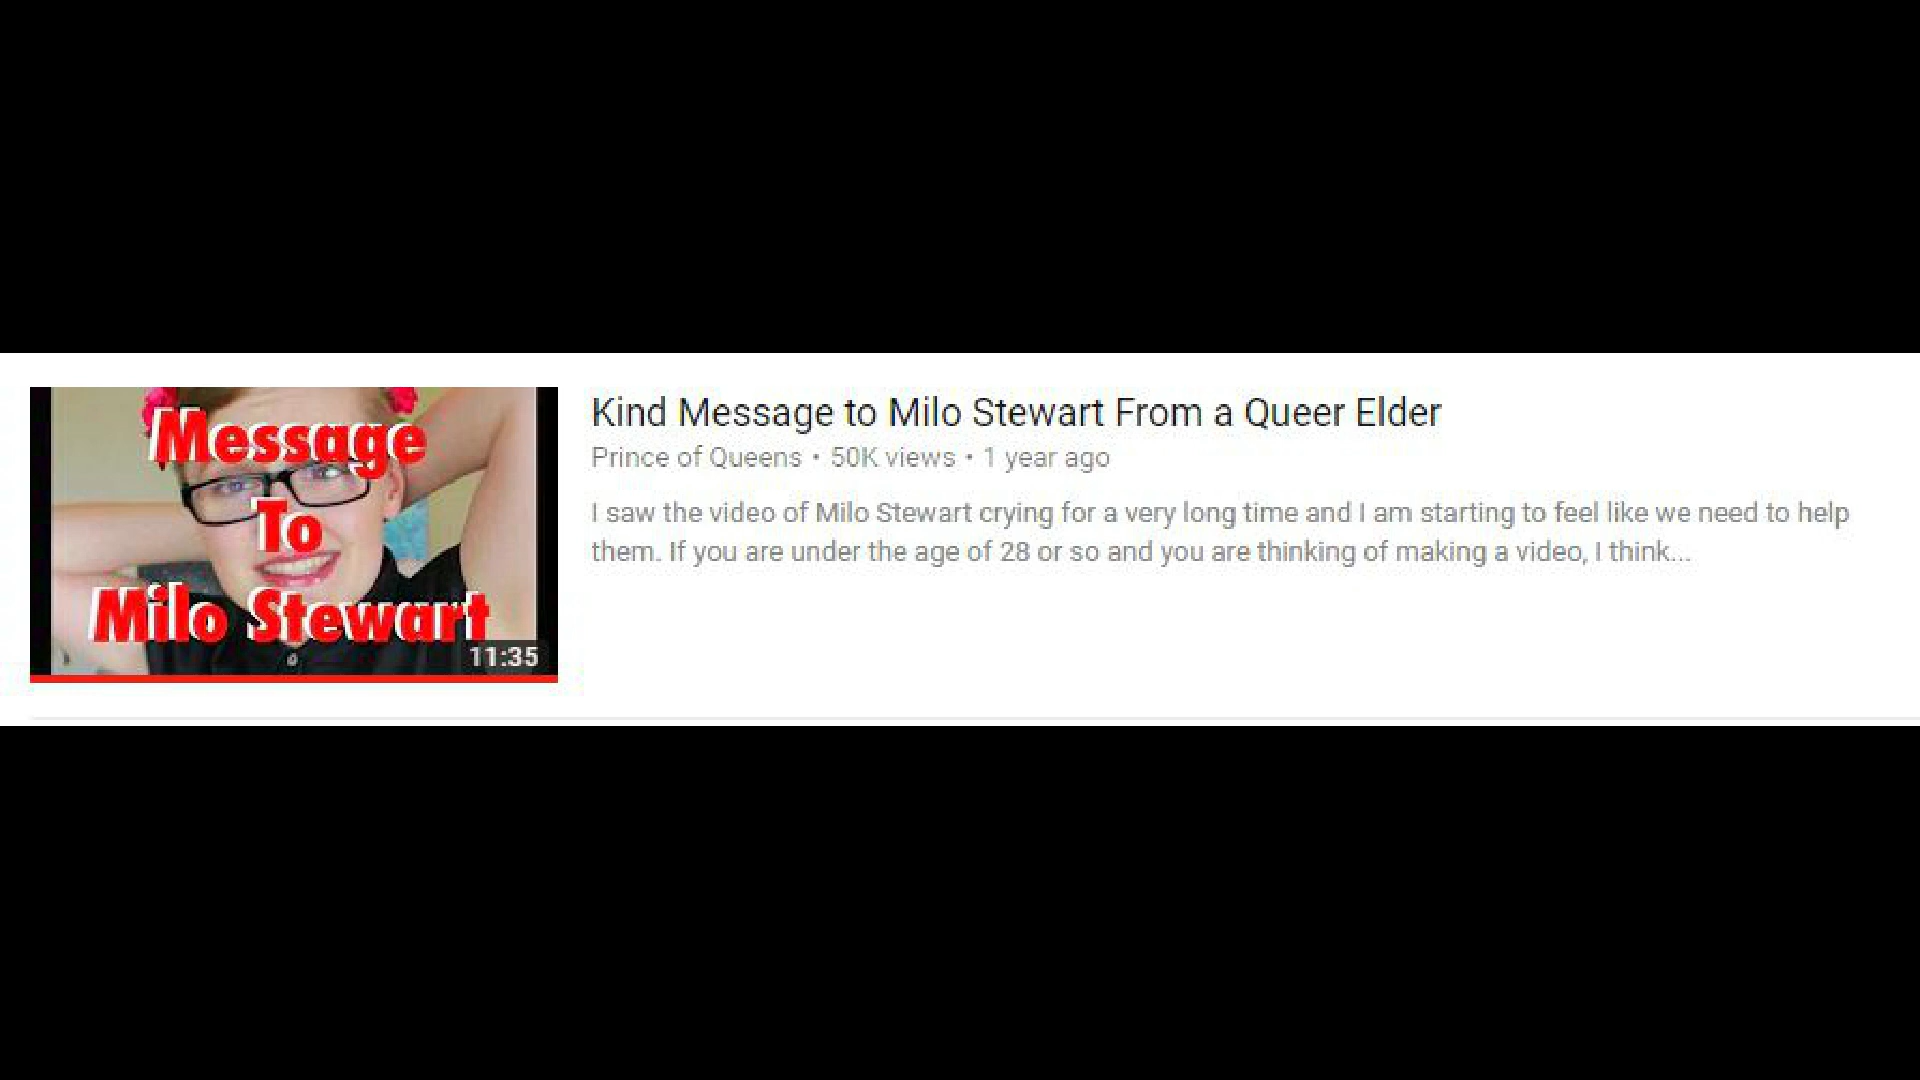 Message
To
Milo Stewart
11:35
Kind Message to Milo Stewart From a Queer Elder
Prince of Queens • 50K views • 1 year ago
I saw the video of Milo Stewart crying for a very long time and I am starting to feel like we need to help
them. If you are under the age of 28 or so and you are thinking of making a video, I think...